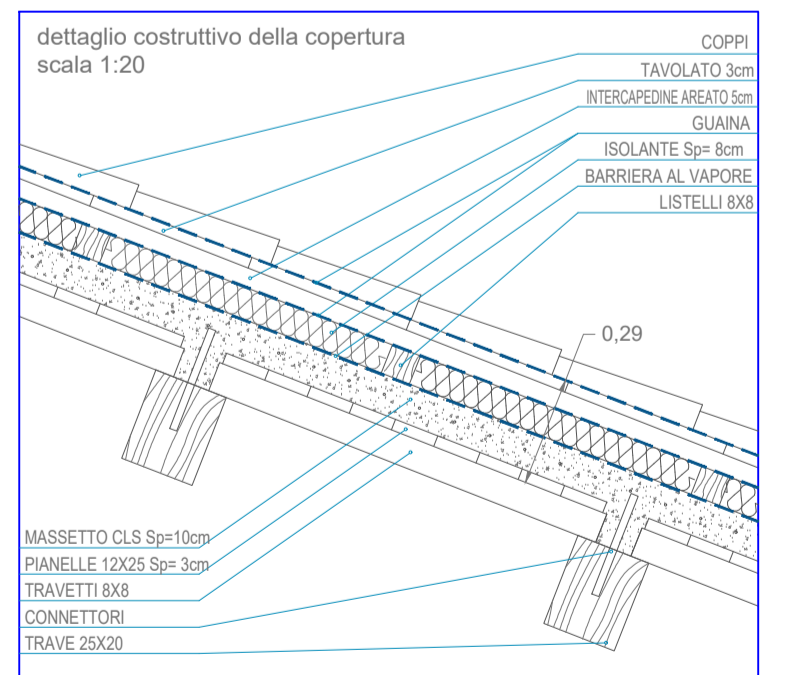 dettaglio costruttivo della copertura
scala 1:20
COPPI
TAVOLATO 3cm
INTERCAPEDINE AREATO 5cm
GUAINA
ISOLANTE Sp= 8cm
BARRIERA AL VAPORE
LISTELLI 8X8
0,29
MASSETTO CLS Sp=10cm
PIANELLE 12X25 Sp= 3cm
TRAVETTI 8X8
CONNETTORI
TRAVE 25X20